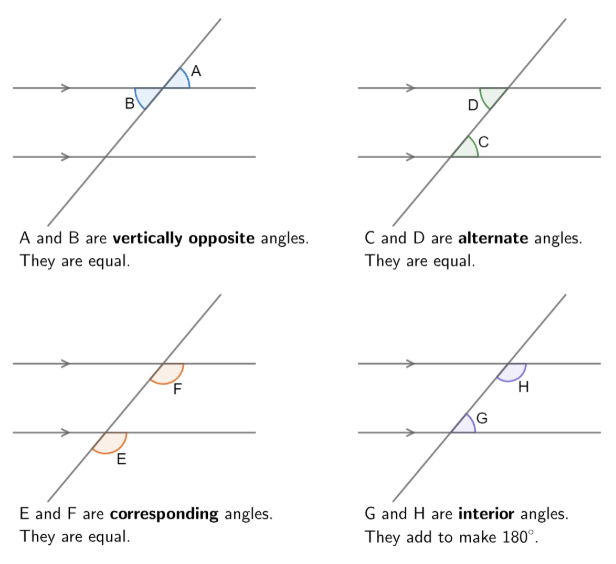 A
B
A and B are vertically opposite angles.
They are equal.
D
C
C and D are alternate angles.
They are equal.
F
E
E and F are corresponding angles.
They are equal.
H
G
G and H are interior angles.
They add to make 180°.